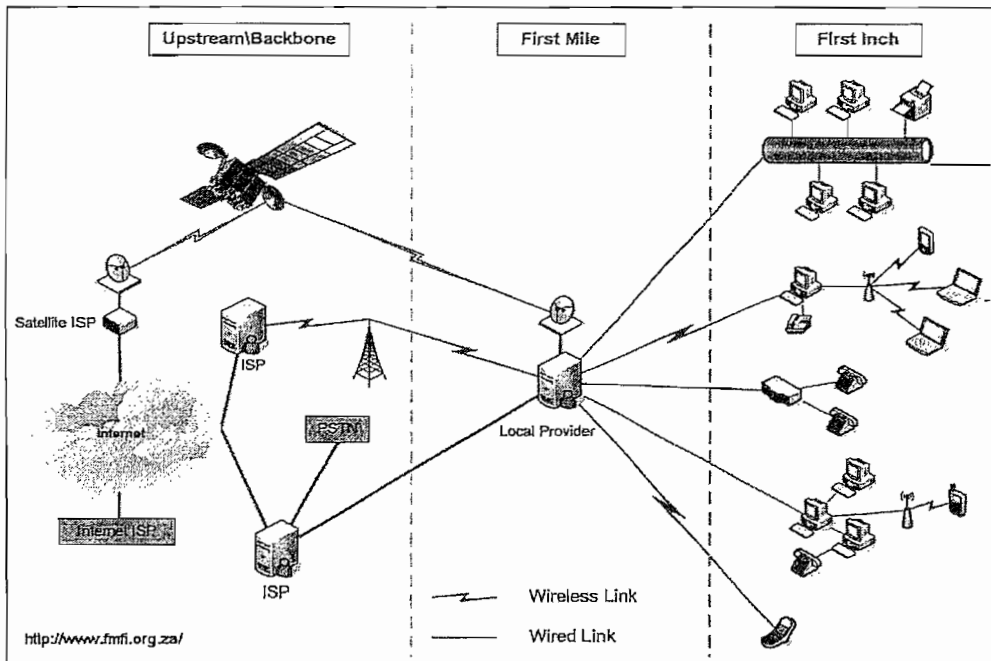 Upstream\Backbone
First Mile
First Inch
Satellite ISP
ISP
Internet
PSTN
Local Provider
Internet ISP
ISP
Wireless Link
Wired Link
http://www.fmfi.org.za/